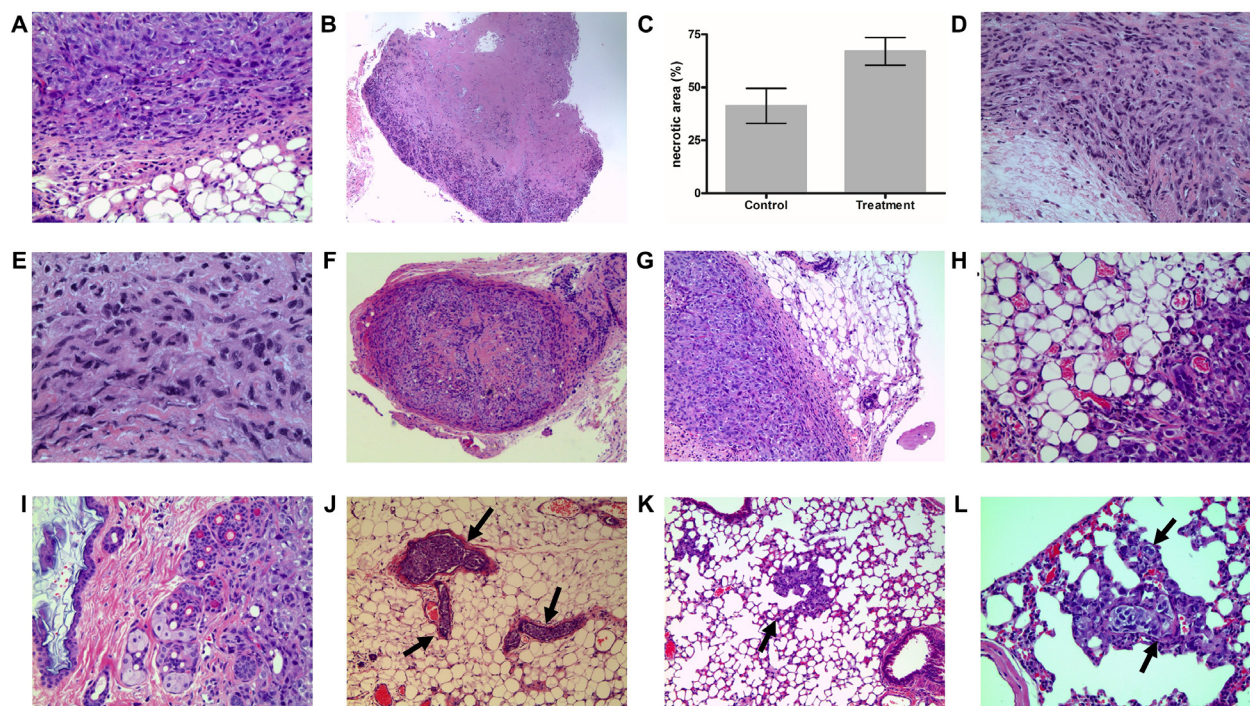 A
B
C
D
necrotic area (%)
75
50
25
0
Control
Treatment
E
F
G
H
I
J
K
L